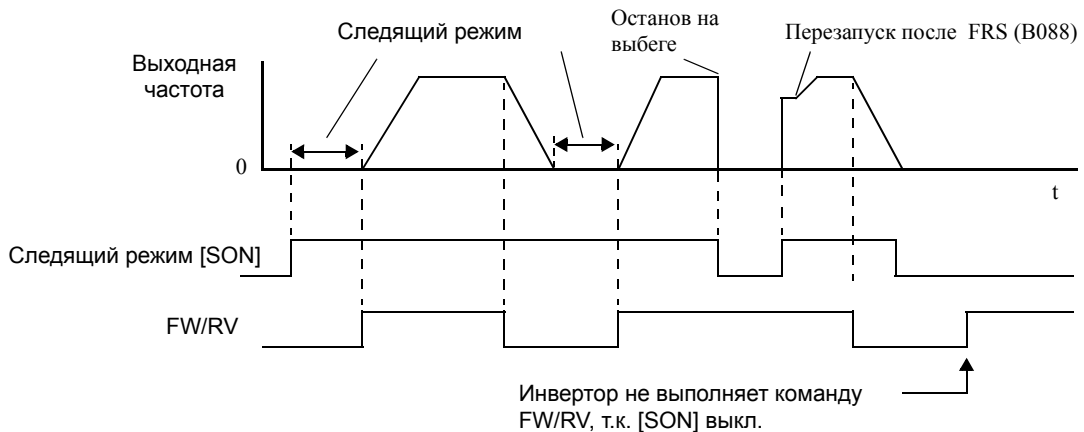 Следящий режим
Останов на
выбеге
Перезапуск после FRS (B088)
Выходная
частота
0
t
Следящий режим [SON]
FW/RV
Инвертор не выполняет команду
FW/RV, т.к. [SON] выкл.